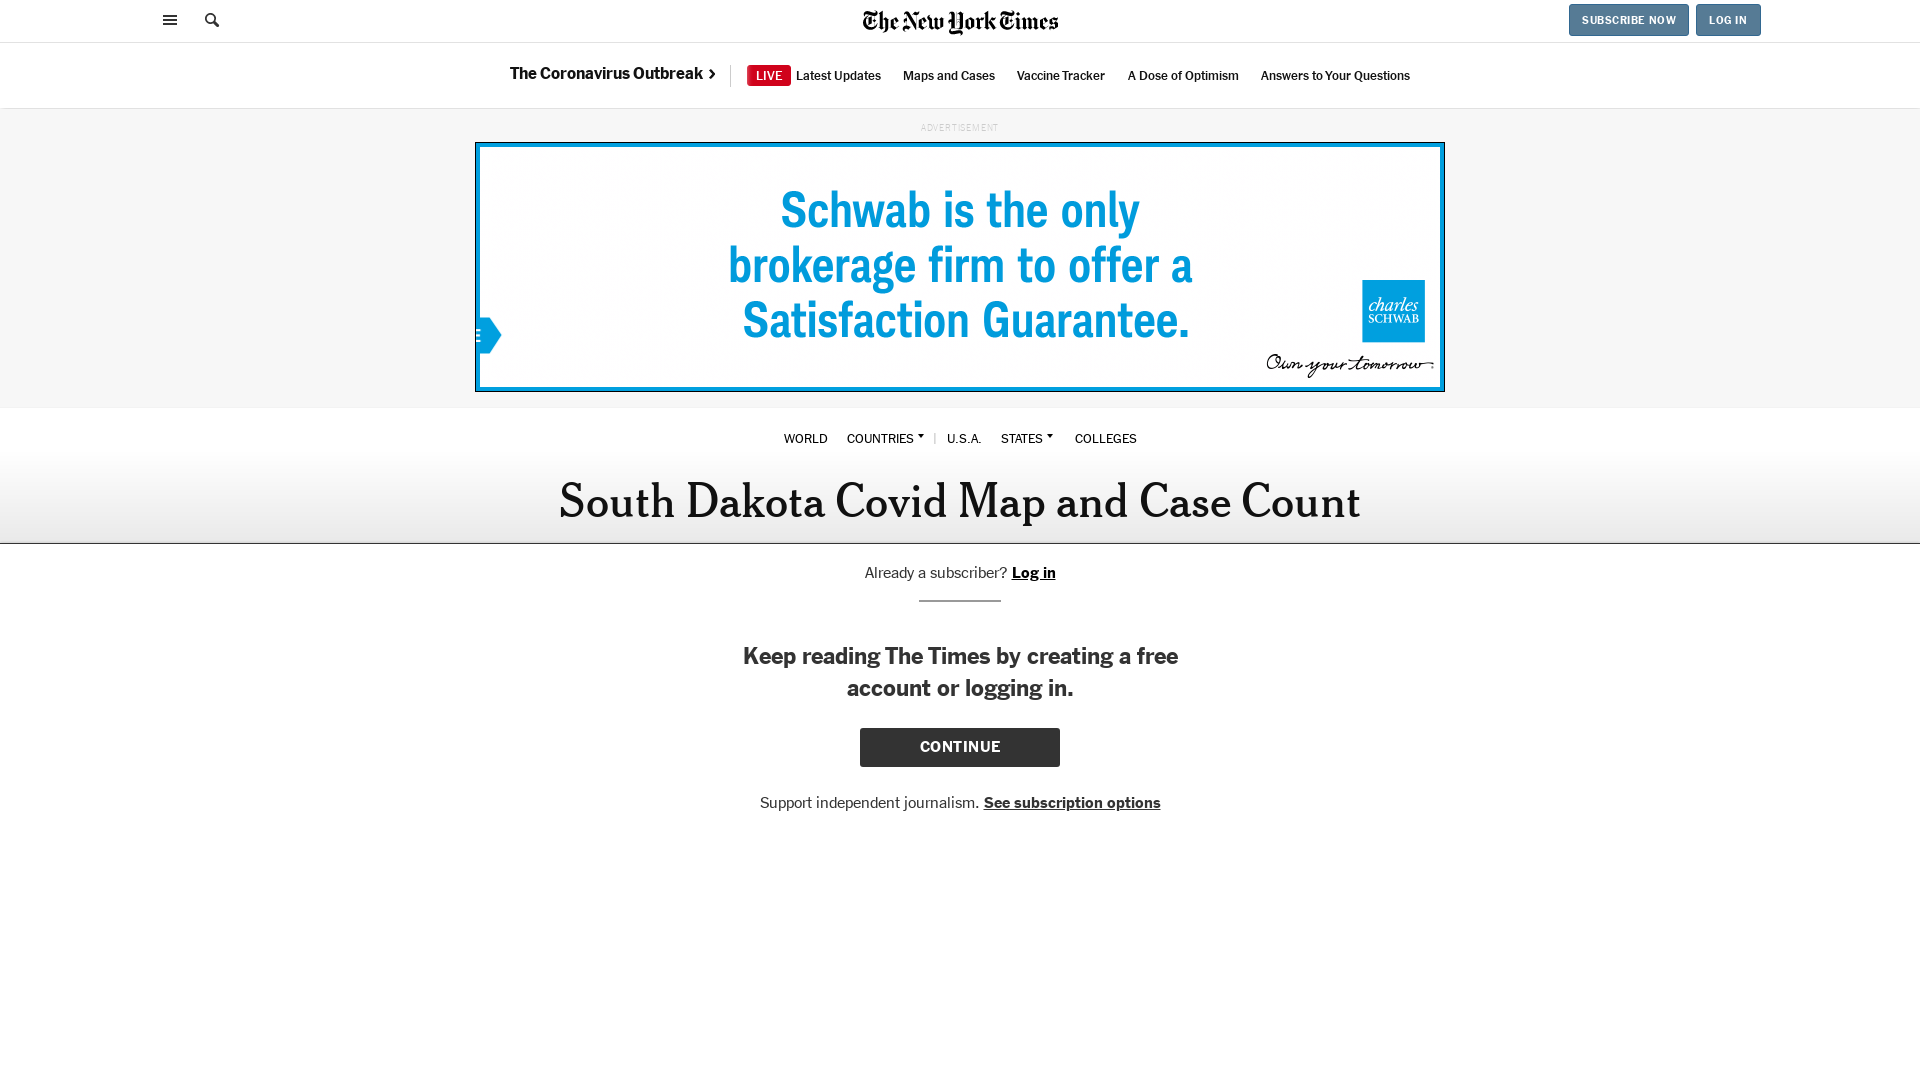 The New York Times
SUBSCRIBE NOW
LOG IN
The Coronavirus Outbreak ›
LIVE Latest Updates
Maps and Cases
Vaccine Tracker
A Dose of Optimism
Answers to Your Questions
ADVERTISEMENT
Schwab is the only
brokerage firm to offer a
Satisfaction Guarantee.
charles
SCHWAB
Own your tomorrow
WORLD
COUNTRIES
U.S.A.
STATES
COLLEGES
South Dakota Covid Map and Case Count
Already a subscriber? Log in
Keep reading The Times by creating a free
account or logging in.
CONTINUE
Support independent journalism. See subscription options